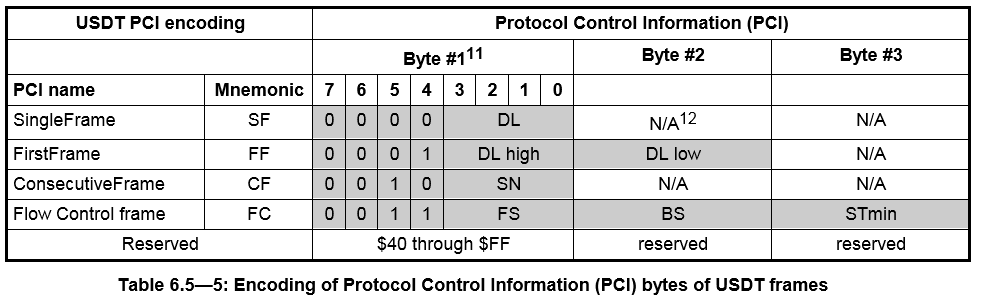 USDT PCI encoding Protocol Control Information (PCI)
Byte #1¹¹ Byte #2 Byte #3
PCI name Mnemonic 7 6 5 4 3 2 1 0
SingleFrame SF 0 0 0 0 DL N/A¹² N/A
FirstFrame FF 0 0 0 1 DL high DL low N/A
ConsecutiveFrame CF 0 0 1 0 SN N/A N/A
Flow Control frame FC 0 0 1 1 FS BS STmin
Reserved $40 through $FF reserved reserved
Table 6.5—5: Encoding of Protocol Control Information (PCI) bytes of USDT frames